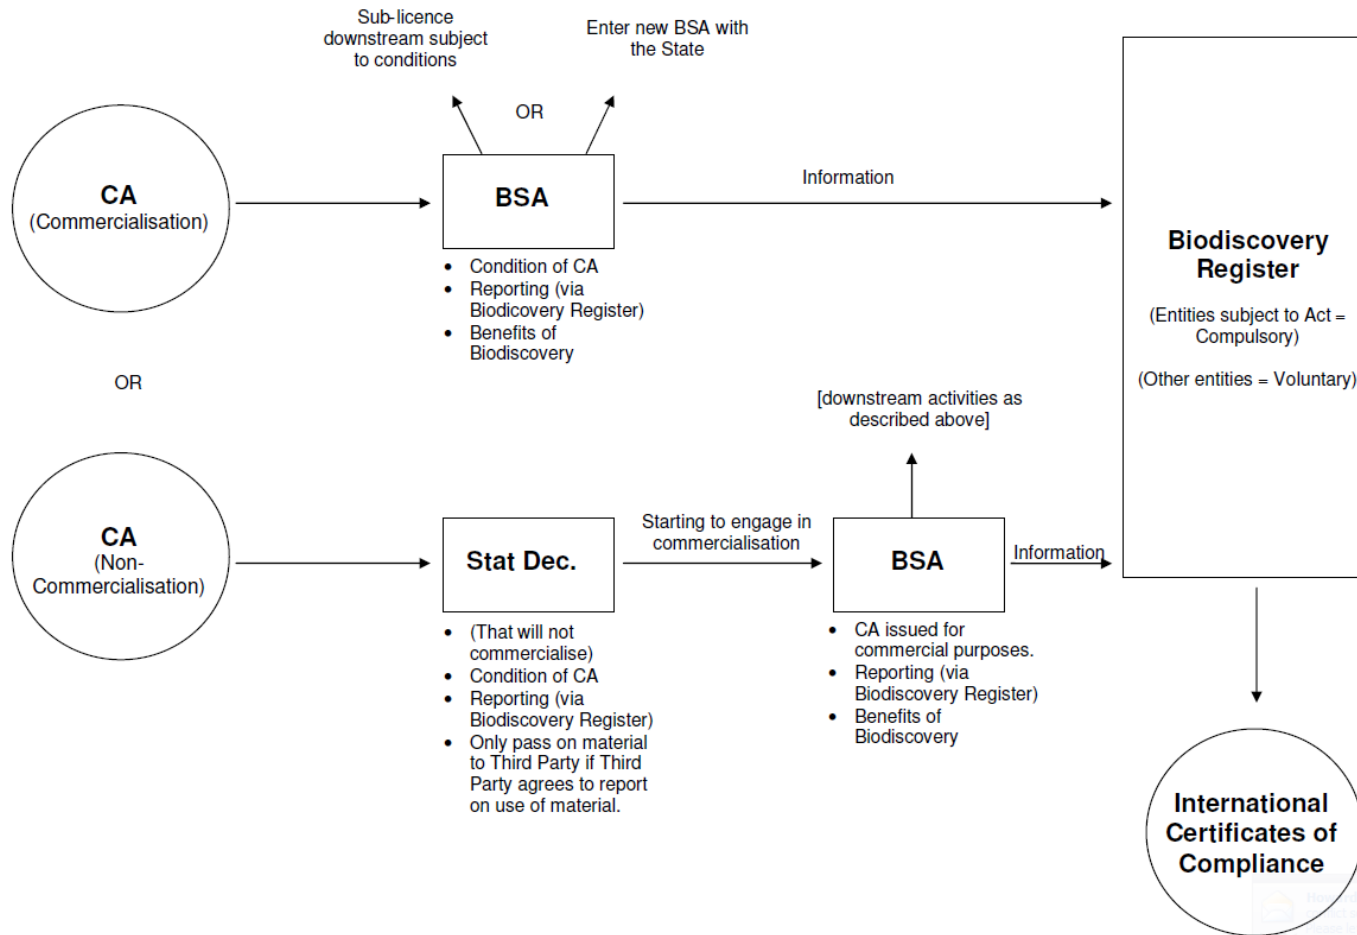 Sub-licence
downstream subject
to conditions
OR
Enter new BSA with
the State
CA
(Commercialisation)
BSA
Information
• Condition of CA
• Reporting (via
Biodicovery Register)
• Benefits of
Biodiscovery
Biodiscovery
Register
(Entities subject to Act =
Compulsory)
(Other entities = Voluntary)
OR
[downstream activities as
described above]
CA
(Non-
Commercialisation)
Stat Dec.
Starting to engage in
commercialisation
BSA
Information
• (That will not
commercialise)
• Condition of CA
• Reporting (via
Biodiscovery Register)
• Only pass on material
to Third Party if Third
Party agrees to report
on use of material.
• CA issued for
commercial purposes.
• Reporting (via
Biodiscovery Register)
• Benefits of
Biodiscovery
International
Certificates of
Compliance